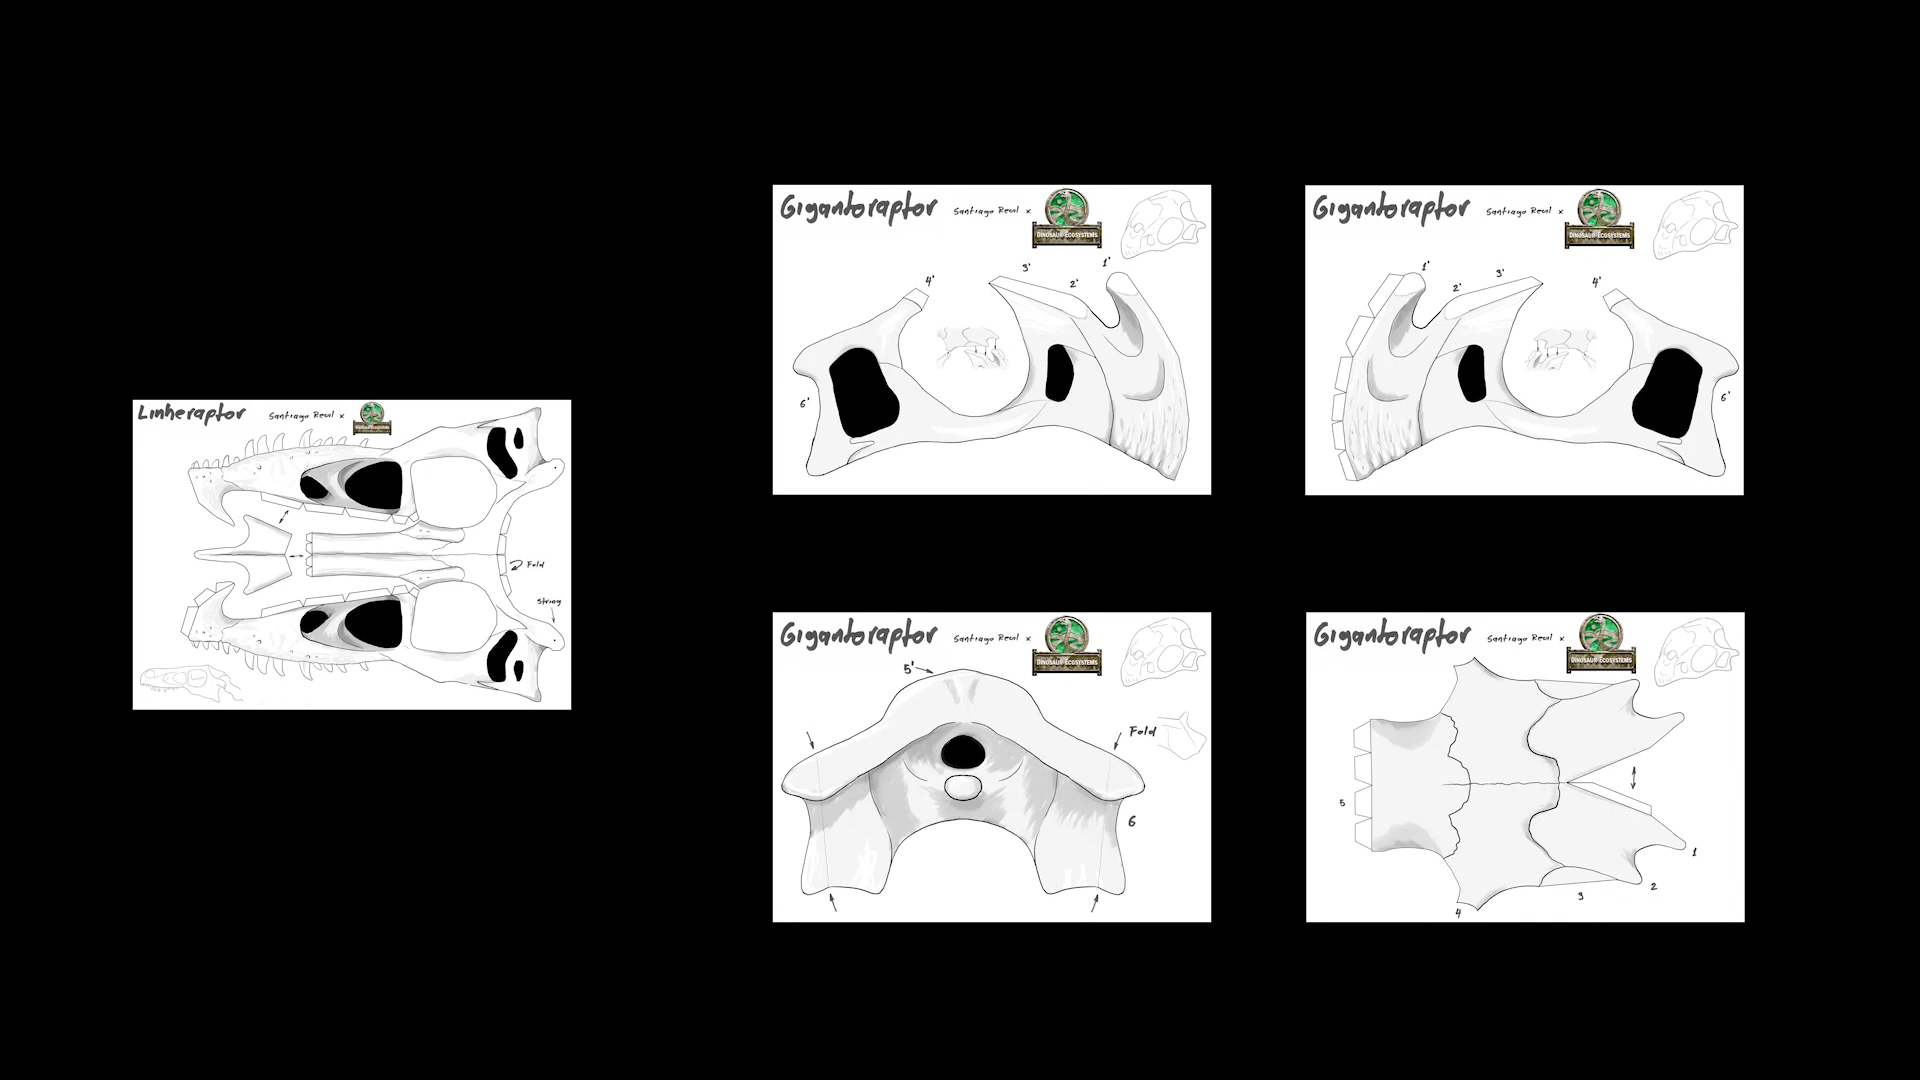 Linheraptor Santiago Real x
DINOSAUR ECOSYSTEMS
Fold
String
Gigantoraptor Santiago Real x
DINOSAUR ECOSYSTEMS
1'
3'
2'
4'
6'
Gigantoraptor Santiago Real x
DINOSAUR ECOSYSTEMS
1'
3'
2'
4'
6'
Gigantoraptor Santiago Real x
DINOSAUR ECOSYSTEMS
5'
Fold
6
Gigantoraptor Santiago Real x
DINOSAUR ECOSYSTEMS
5
1
2
3
4